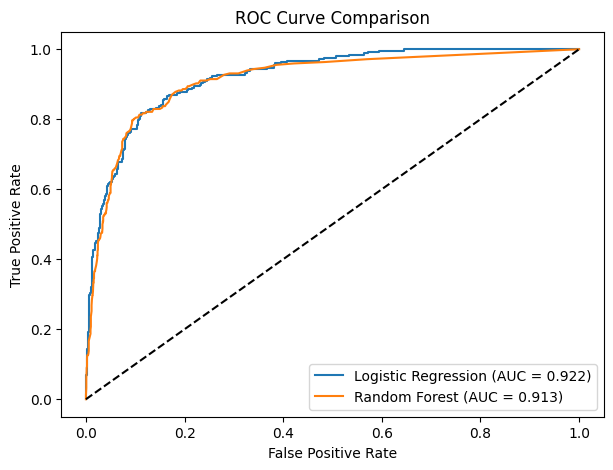 ROC Curve Comparison
True Positive Rate
1.0
0.8
0.6
0.4
0.2
0.0
Logistic Regression (AUC = 0.922)
Random Forest (AUC = 0.913)
0.0 0.2 0.4 0.6 0.8 1.0
False Positive Rate